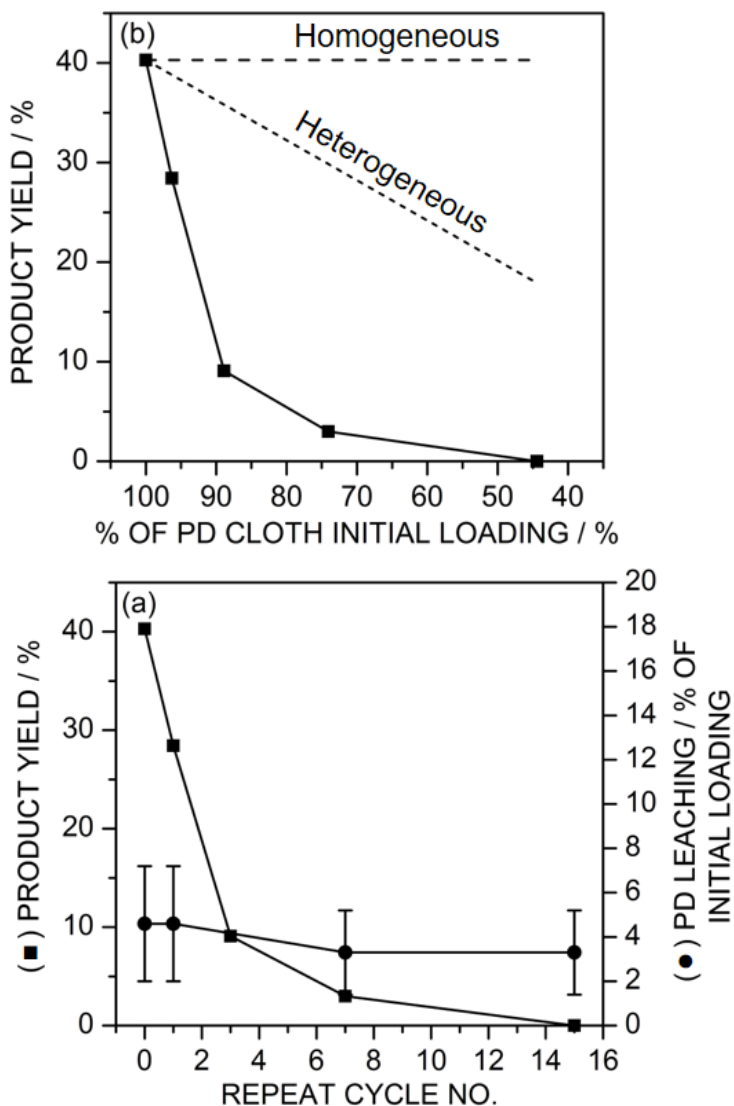 (b)
Homogeneous
Heterogeneous
PRODUCT YIELD / %
40
30
20
10
0
100 90 80 70 60 50 40
% OF PD CLOTH INITIAL LOADING / %
(a)
(■) PRODUCT YIELD / %
40
30
20
10
0
20
18
16
14
12
10
8
6
4
2
0
(●) PD LEACHING / % OF
INITIAL LOADING
0 2 4 6 8 10 12 14 16
REPEAT CYCLE NO.